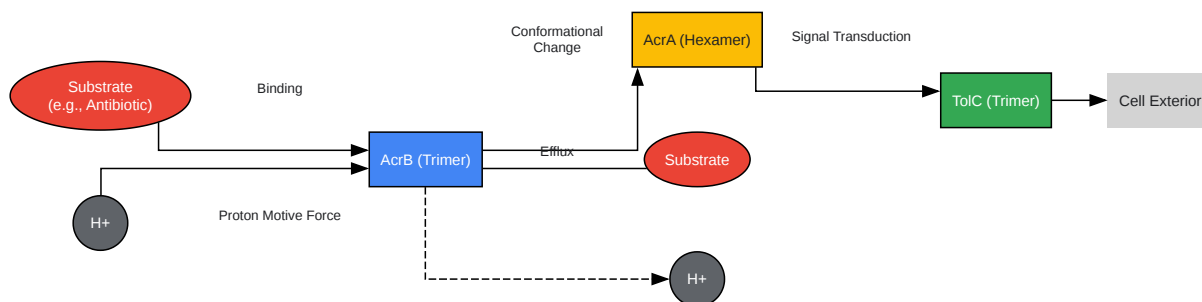 Conformational
Change
AcrA (Hexamer)
Signal Transduction
Substrate
(e.g., Antibiotic)
Binding
TolC (Trimer)
Cell Exterior
AcrB (Trimer)
Efflux
Substrate
H+
Proton Motive Force
H+